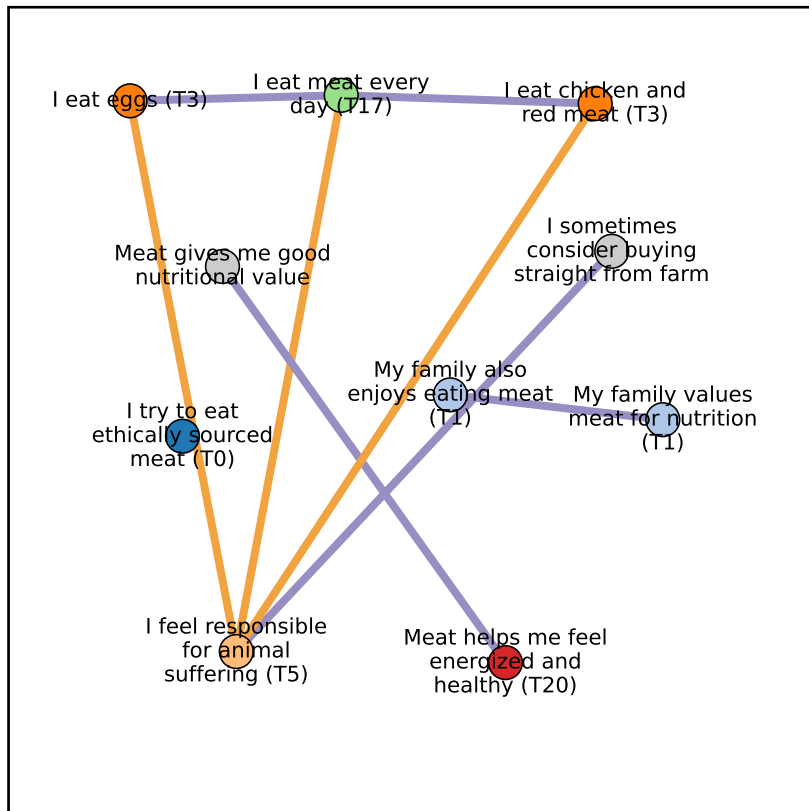 I eat eggs (T3)
I eat meat every
day (T17)
I eat chicken and
red meat (T3)
Meat gives me good
nutritional value
I sometimes
consider buying
straight from farm
My family also
enjoys eating meat
(T1)
My family values
meat for nutrition
(T1)
I try to eat
ethically sourced
meat (T0)
I feel responsible
for animal
suffering (T5)
Meat helps me feel
energized and
healthy (T20)